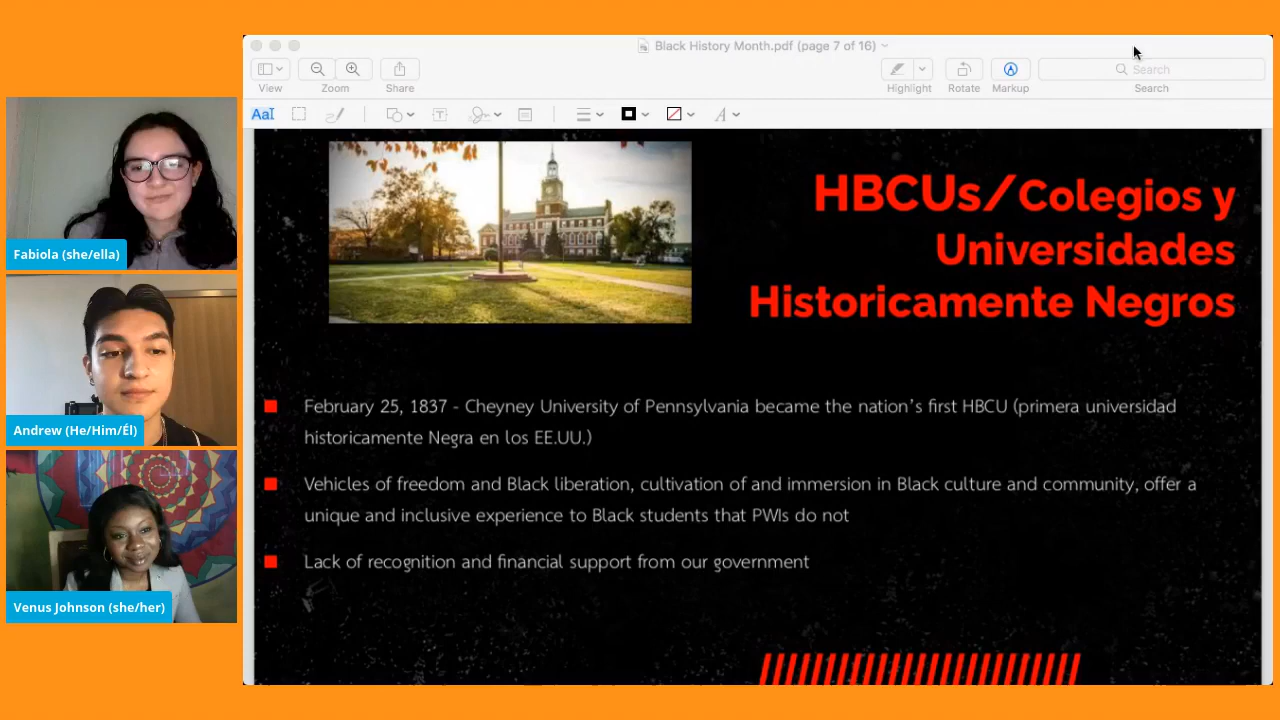 Black History Month.pdf (page 7 of 16)
View
Zoom
Share
Highlight
Rotate
Markup
Search
Search
AaI
T
A
Fabiola (she/ella)
Andrew (He/Him/Él)
Venus Johnson (she/her)
HBCUs/Colegios y
Universidades
Historicamente Negros
February 25, 1837 - Cheyney University of Pennsylvania became the nation’s first HBCU (primera universidad
historicamente Negra en los EE.UU.)
Vehicles of freedom and Black liberation, cultivation of and immersion in Black culture and community, offer a
unique and inclusive experience to Black students that PWIs do not
Lack of recognition and financial support from our government